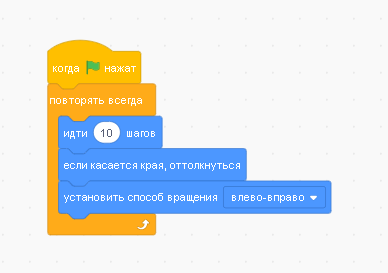 когда нажат
повторять всегда
идти 10 шагов
если касается края, оттолкнуться
установить способ вращения влево-вправо